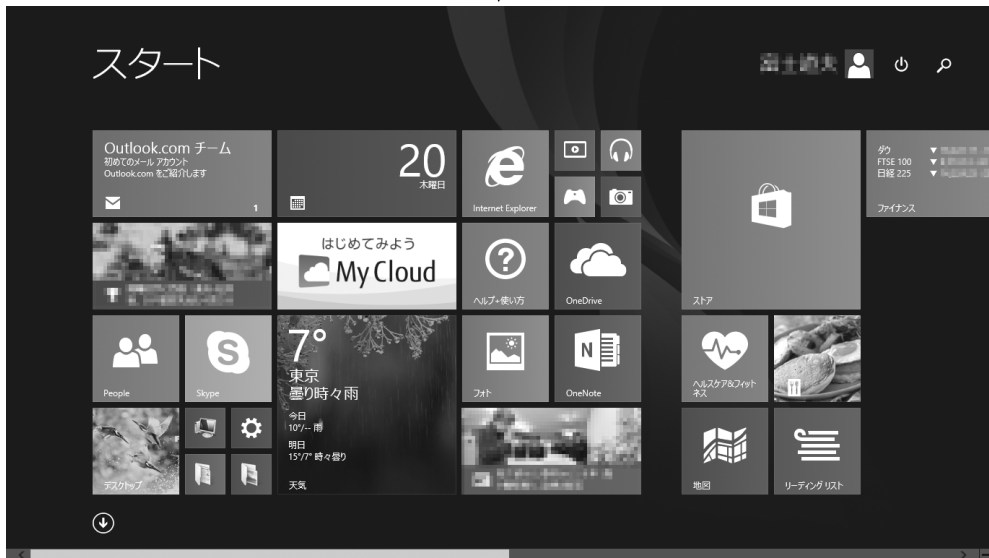 スタート
Outlook.com チーム
初めてのメール アカウント
Outlook.com をご紹介します
1
20
木曜日
Internet Explorer
ダウ ▼
FTSE 100 ▼
日経 225 ▼
ファイナンス
はじめてみよう
My Cloud
ヘルプ+使い方
OneDrive
ストア
People
Skype
7°
東京
曇り時々雨
今日
10°/-- 雨
明日
15°/7° 時々曇り
天気
フォト
OneNote
ヘルスケア&フィット
ネス
デスクトップ
地図
リーディング リスト